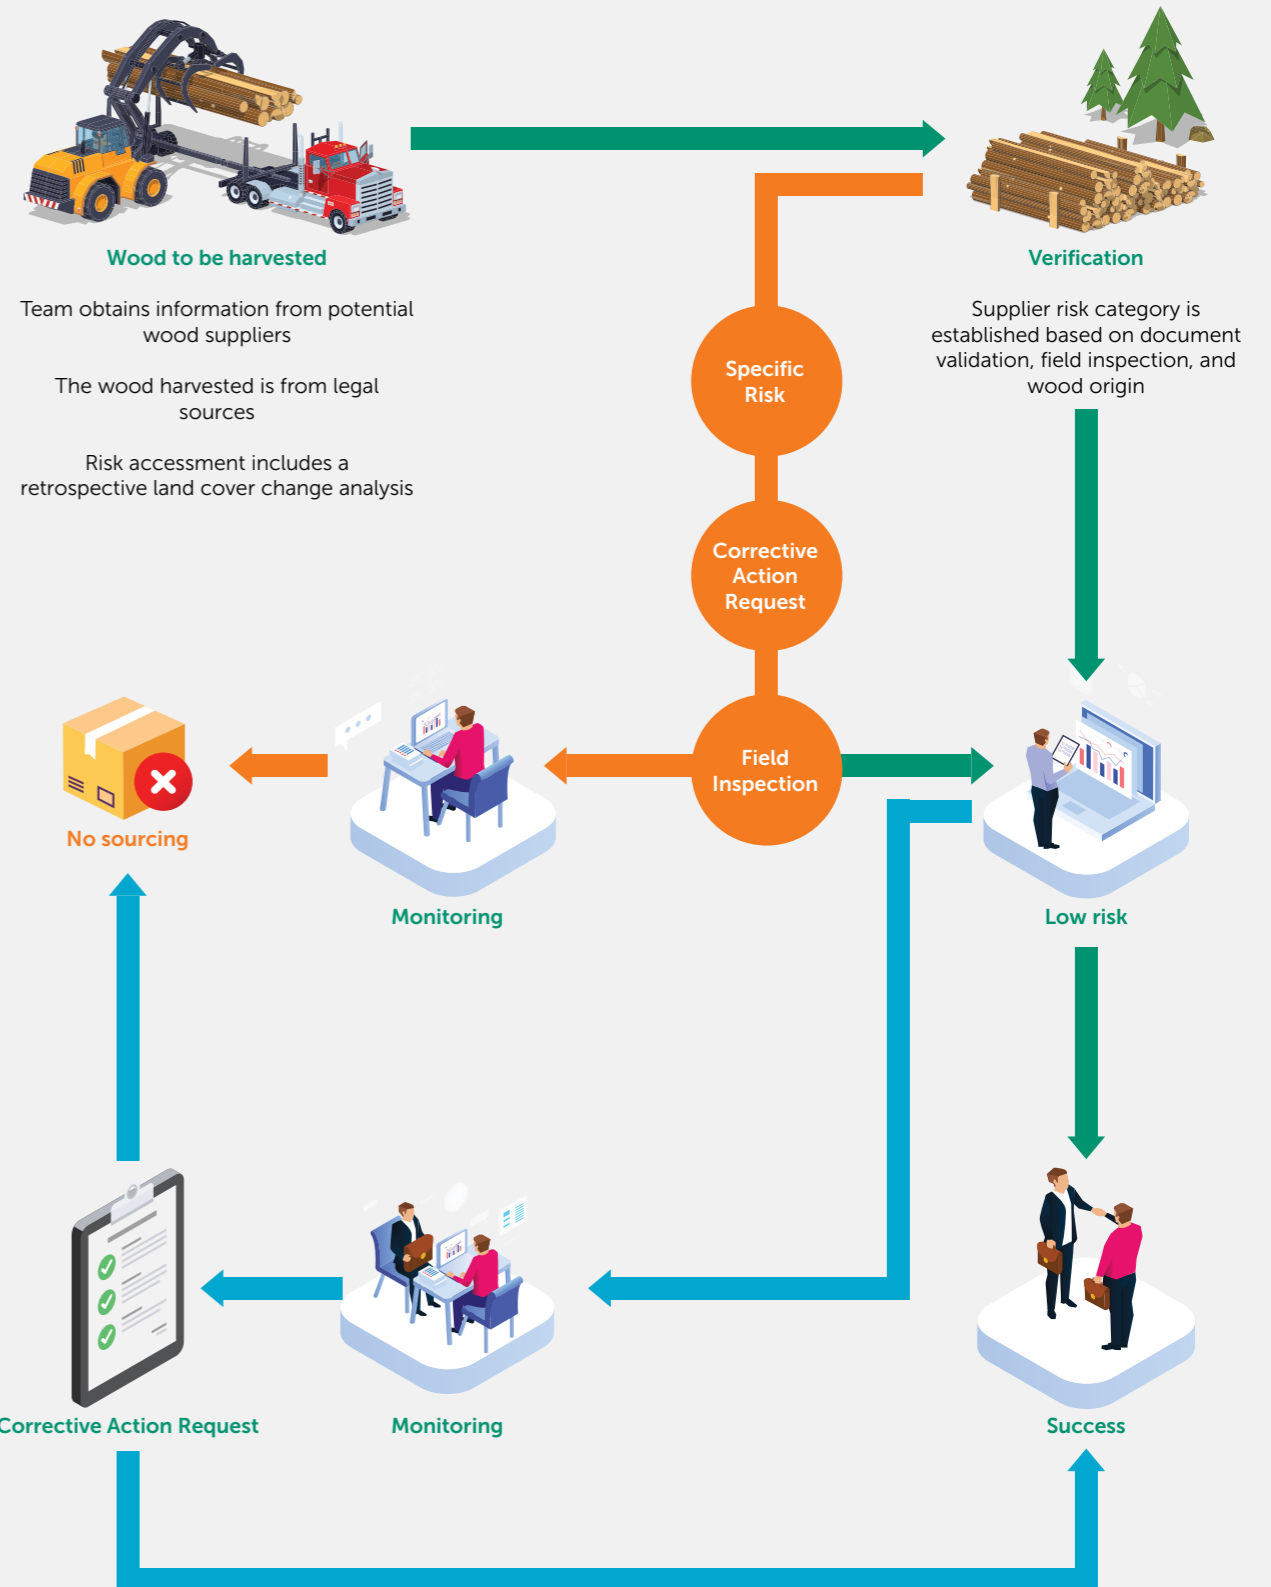 Wood to be harvested
Team obtains information from potential
wood suppliers
The wood harvested is from legal
sources
Risk accessment includes a
retrospective land cover change analysis
Verification
Supplier risk category is
established based on document
validation, field inspection, and
wood origin
Specific
Risk
Corrective
Action
Request
Field
Inspection
No sourcing
Monitoring
Low risk
Corrective Action Request
Monitoring
Success